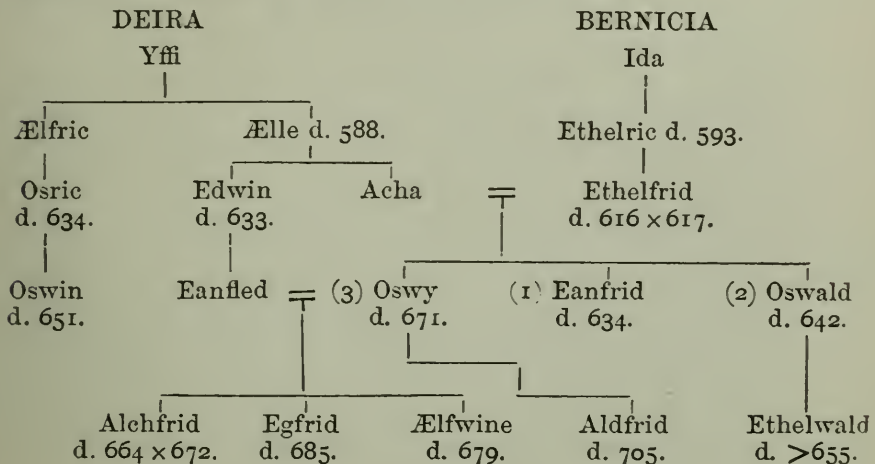 DEIRA BERNICIA
Yffi Ida
Ælfric Ælle d. 588. Ethelric d. 593.
Osric Edwin Acha = Ethelfrid
d. 634. d. 633. d. 616 × 617.
Oswin Eanfled = (3) Oswy (1) Eanfrid (2) Oswald
d. 651. d. 671. d. 634. d. 642.
Alchfrid Egfrid Ælfwine Aldfrid Ethelwald
d. 664 × 672. d. 685. d. 679. d. 705. d. >655.